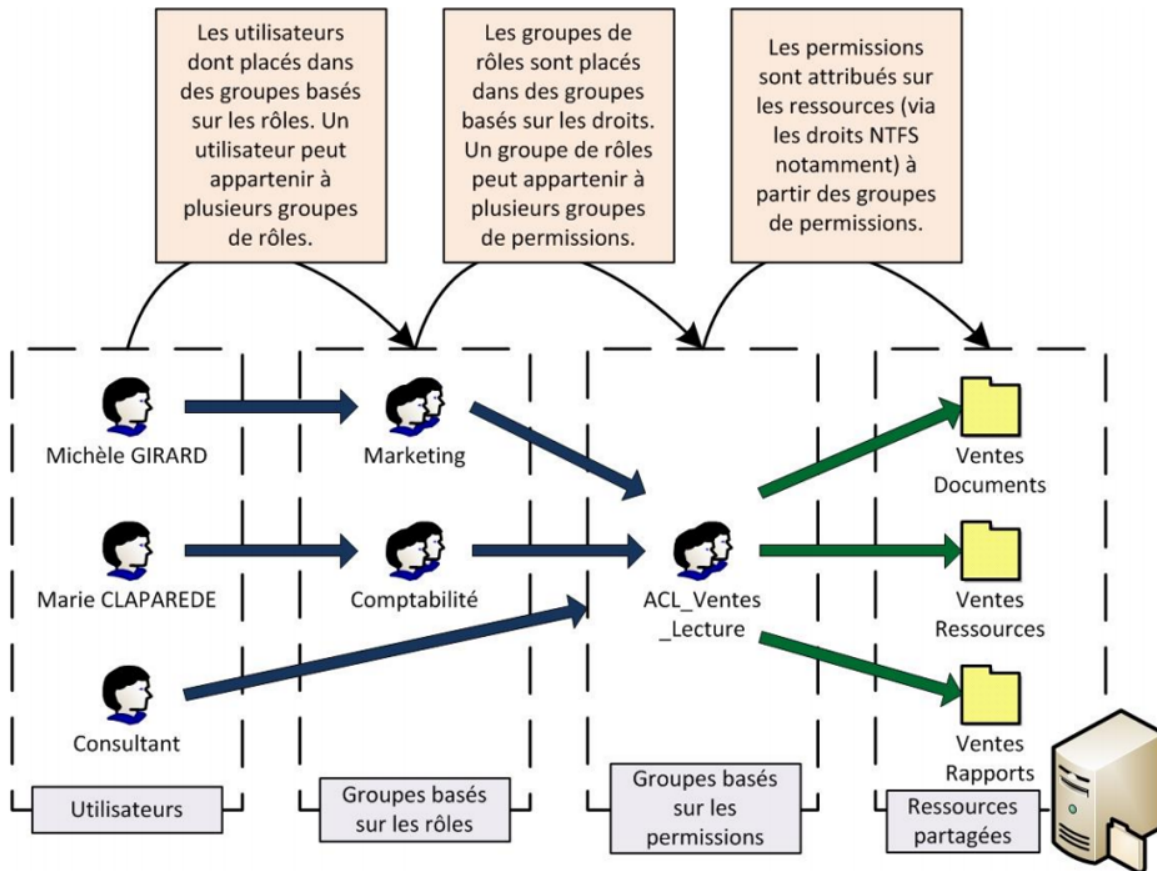 Les utilisateurs
dont placés dans
des groupes basés
sur les rôles. Un
utilisateur peut
appartenir à
plusieurs groupes
de rôles.
Les groupes de
rôles sont placés
dans des groupes
basés sur les droits.
Un groupe de rôles
peut appartenir à
plusieurs groupes
de permissions.
Les permissions
sont attribués sur
les ressources (via
les droits NTFS
notamment) à
partir des groupes
de permissions.
Michèle GIRARD
Marketing
Ventes
Documents
Marie CLAPAREDE
Comptabilité
ACL_Ventes
_Lecture
Ventes
Ressources
Consultant
Ventes
Rapports
Utilisateurs
Groupes basés
sur les rôles
Groupes basés
sur les
permissions
Ressources
partagées